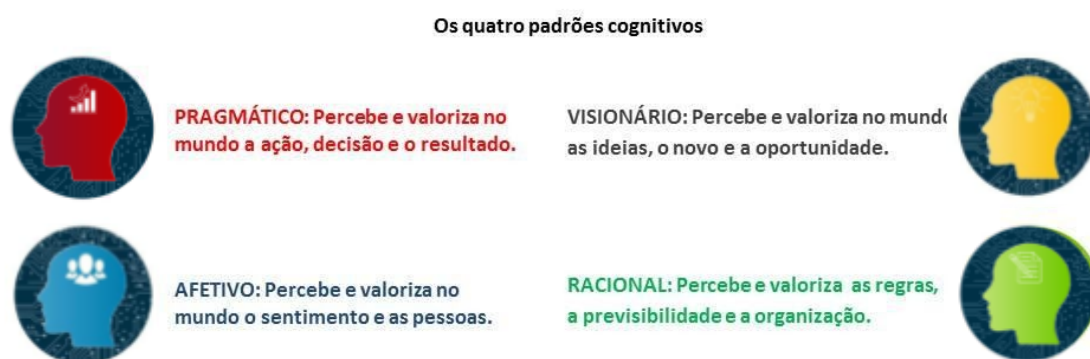 Os quatro padrões cognitivos
PRAGMÁTICO: Percebe e valoriza no
mundo a ação, decisão e o resultado.
VISIONÁRIO: Percebe e valoriza no mundo
as ideias, o novo e a oportunidade.
AFETIVO: Percebe e valoriza no
mundo o sentimento e as pessoas.
RACIONAL: Percebe e valoriza as regras,
a previsibilidade e a organização.